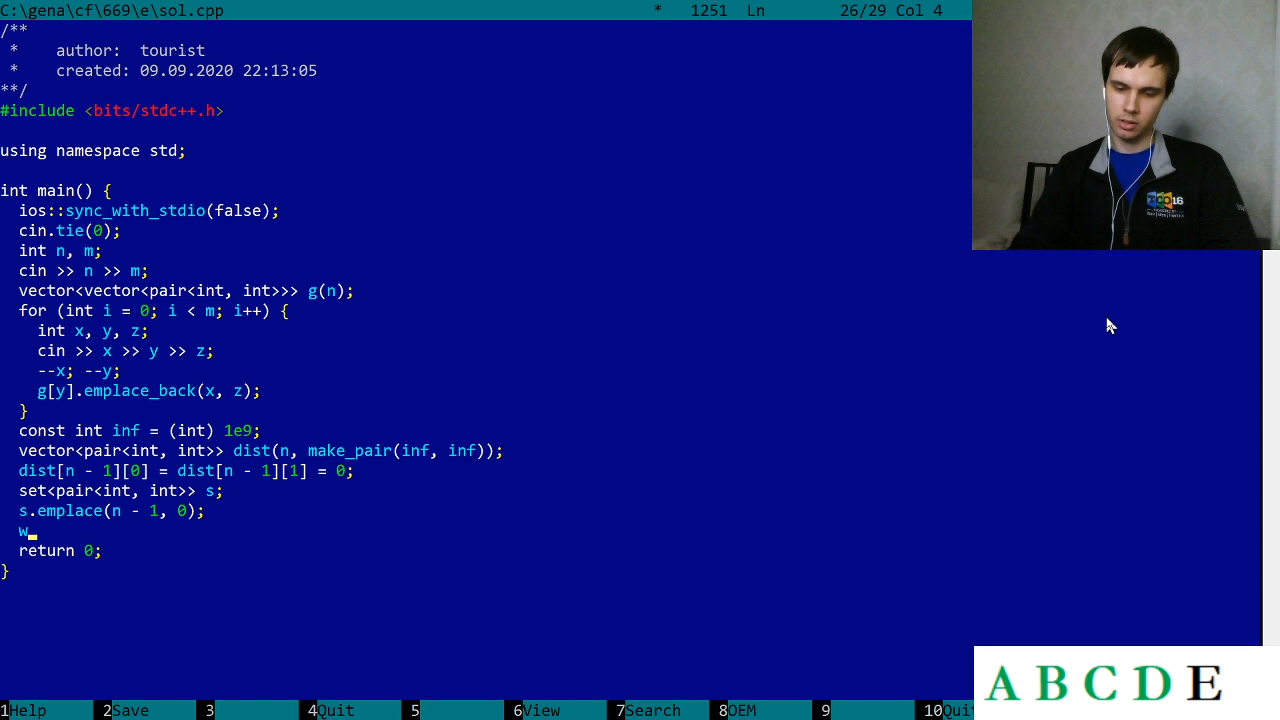 C:\gena\cf\669\e\sol.cpp * 1251 Ln 26/29 Col 4
/**
 *    author:  tourist
 *    created: 09.09.2020 22:13:05
**/
#include <bits/stdc++.h>
using namespace std;
int main() {
  ios::sync_with_stdio(false);
  cin.tie(0);
  int n, m;
  cin >> n >> m;
  vector<vector<pair<int, int>>> g(n);
  for (int i = 0; i < m; i++) {
    int x, y, z;
    cin >> x >> y >> z;
    --x; --y;
    g[y].emplace_back(x, z);
  }
  const int inf = (int) 1e9;
  vector<pair<int, int>> dist(n, make_pair(inf, inf));
  dist[n - 1][0] = dist[n - 1][1] = 0;
  set<pair<int, int>> s;
  s.emplace(n - 1, 0);
  w
  return 0;
}
16
A B C D E
1Help 2Save 3 4Quit 5 6View 7Search 8OEM 9 10Qui